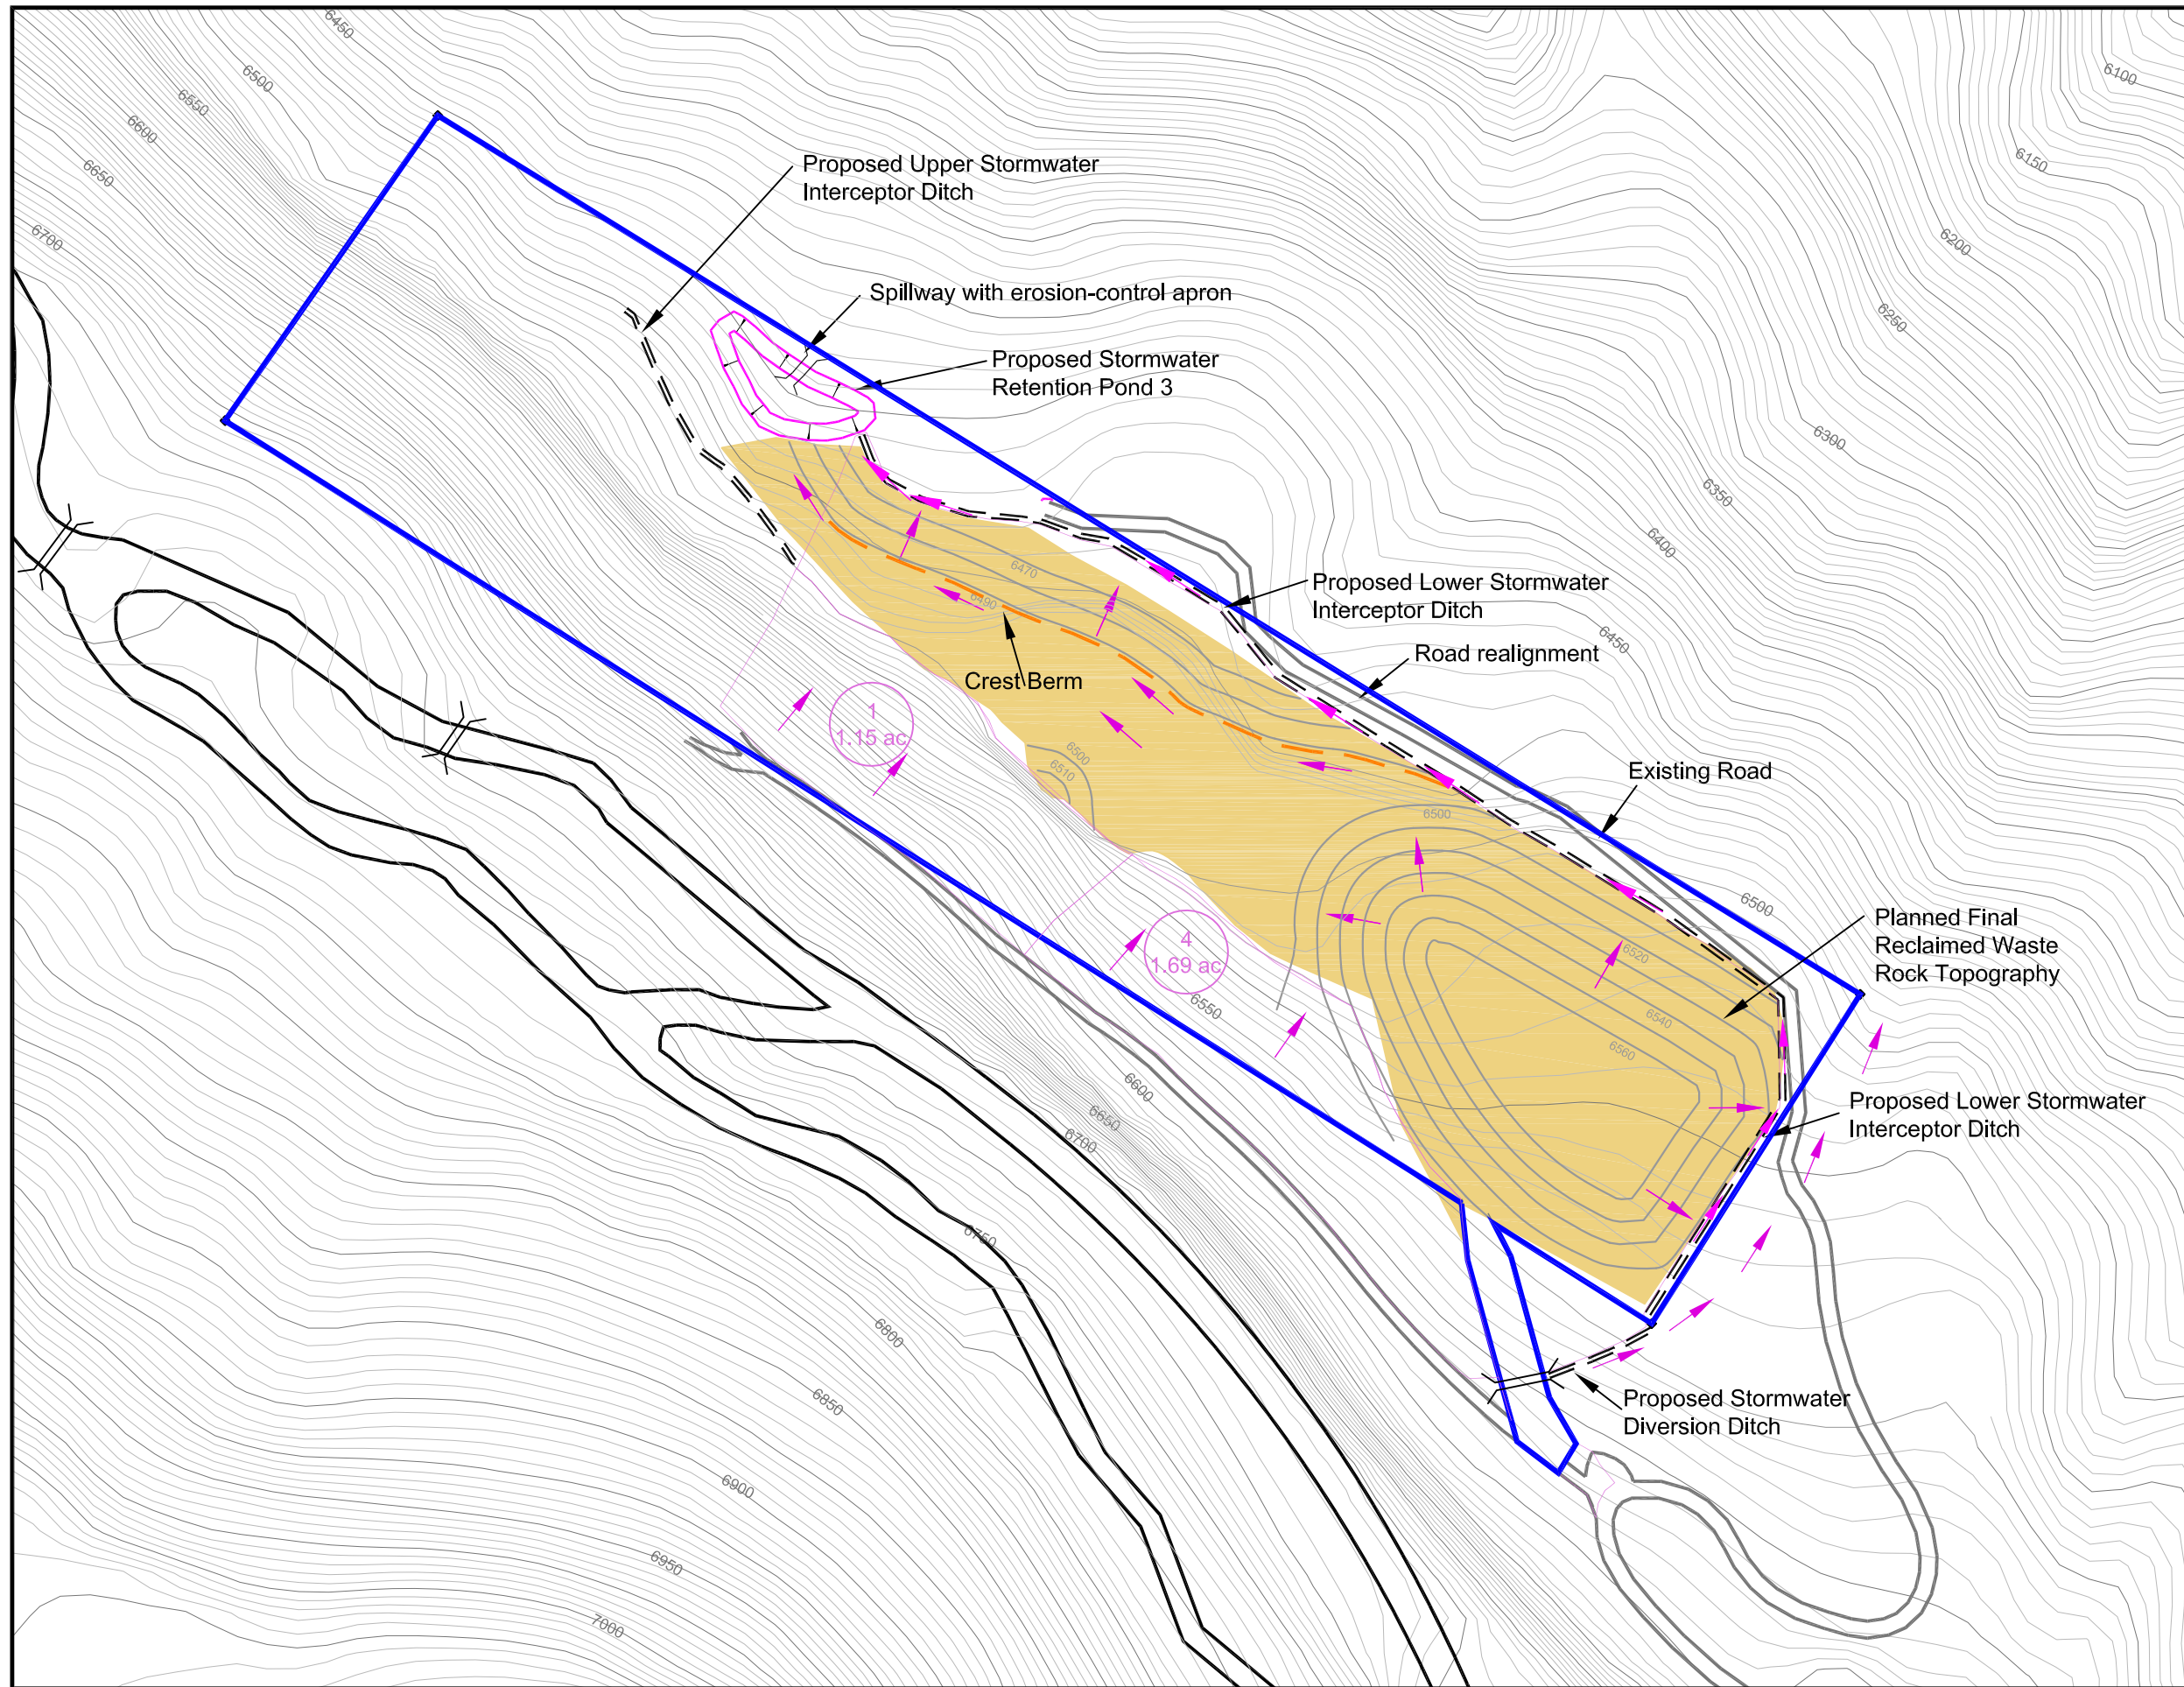 6450
6500
6550
6600
6650
6700
6100
6150
6200
6250
6300
6350
6400
6450
6500
Proposed Upper Stormwater
Interceptor Ditch
Spillway with erosion-control apron
Proposed Stormwater
Retention Pond 3
Proposed Lower Stormwater
Interceptor Ditch
Road realignment
6470
6490
Crest Berm
1
1.15 ac
6500
6510
Existing Road
6500
Planned Final
Reclaimed Waste
Rock Topography
6520
6540
6560
4
1.69 ac
6550
6600
6650
6700
Proposed Lower Stormwater
Interceptor Ditch
6750
6800
6850
6900
6950
7000
Proposed Stormwater
Diversion Ditch